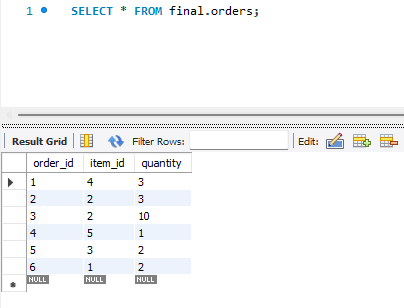 1 SELECT * FROM final.orders;
Result Grid Filter Rows: Edit:
order_id item_id quantity
1 4 3
2 2 3
3 2 10
4 5 1
5 3 2
6 1 2
NULL NULL NULL